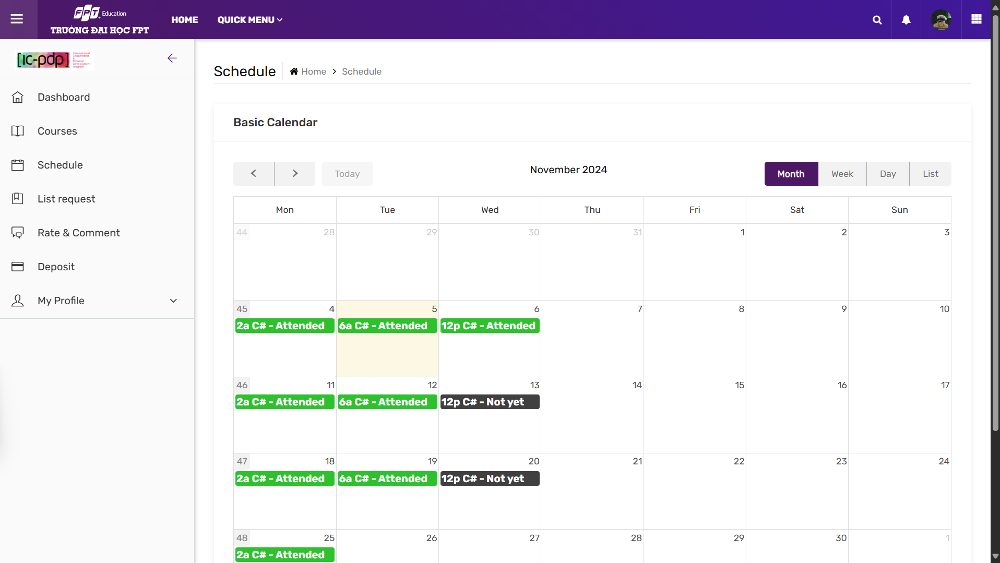 FPT Education
TRƯỜNG ĐẠI HỌC FPT
HOME
QUICK MENU
[ic-pdp]
International
Cooperation
&
Personal
Development
Program
Dashboard
Courses
Schedule
List request
Rate & Comment
Deposit
My Profile
Schedule
Home
Schedule
Basic Calendar
Today
November 2024
Month
Week
Day
List
Mon Tue Wed Thu Fri Sat Sun
44 28 29 30 31 1 2 3
45 4 5 6 7 8 9 10
2a C# - Attended 6a C# - Attended 12p C# - Attended
46 11 12 13 14 15 16 17
2a C# - Attended 6a C# - Attended 12p C# - Not yet
47 18 19 20 21 22 23 24
2a C# - Attended 6a C# - Attended 12p C# - Not yet
48 25 26 27 28 29 30 1
2a C# - Attended